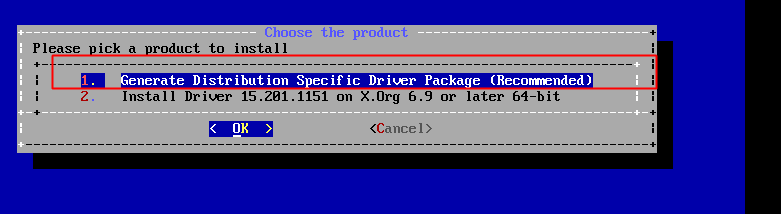 Choose the product
Please pick a product to install
1. Generate Distribution Specific Driver Package (Recommended)
2. Install Driver 15.201.1151 on X.Org 6.9 or later 64-bit
< OK > <Cancel>